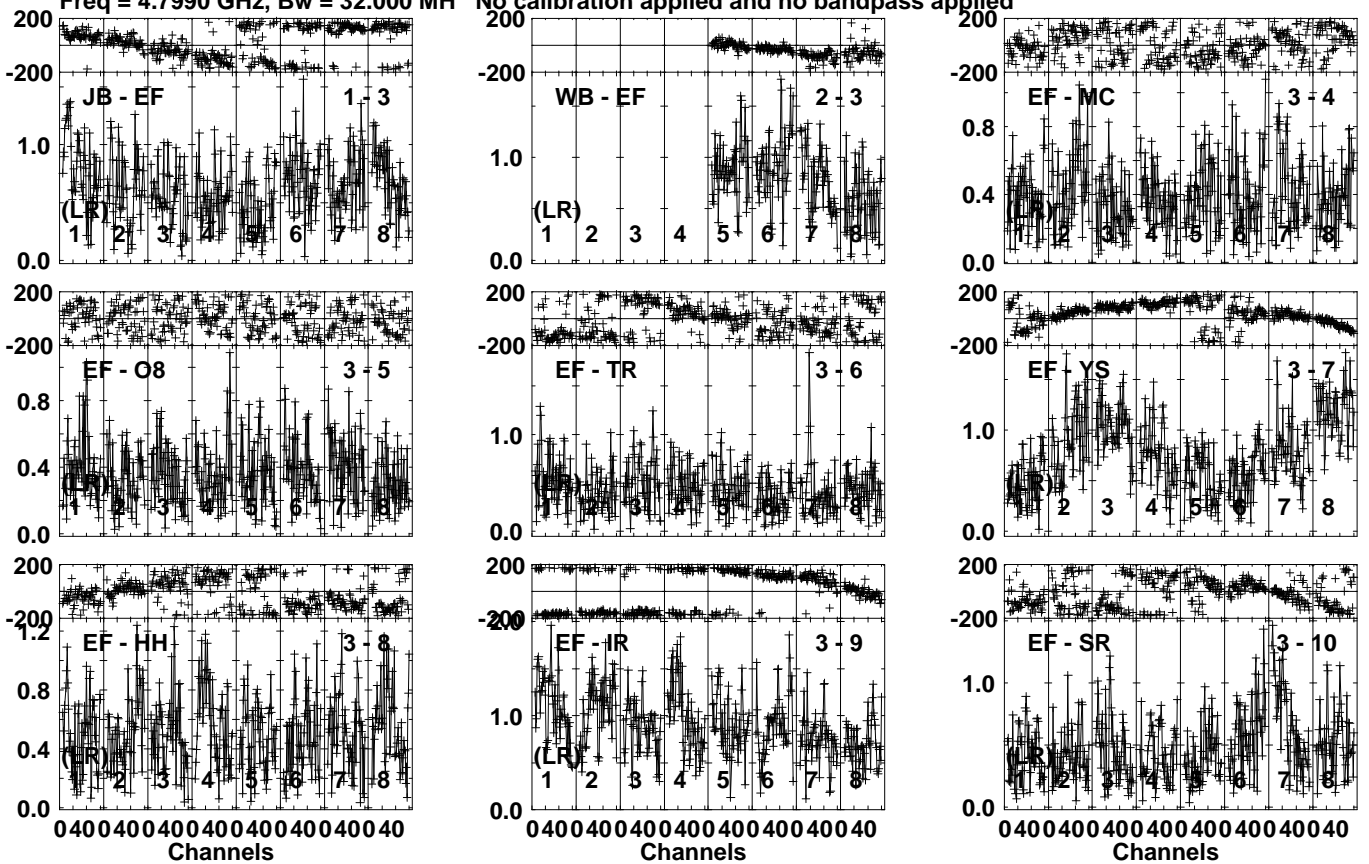 Freq = 4.7990 GHz, Bw = 32.000 MH No calibration applied and no bandpass applied
200
-200
JB - EF 1 - 3
1.0
(LR)
1 2 3 4 5 6 7 8
0.0
200
-200
WB - EF 2 - 3
1.0
(LR)
1 2 3 4 5 6 7 8
0.0
200
-200
EF - MC 3 - 4
0.8
0.4
(LR)
1 2 3 4 5 6 7 8
0.0
200
-200
EF - O8 3 - 5
0.8
0.4
(LR)
1 2 3 4 5 6 7 8
0.0
200
-200
EF - TR 3 - 6
1.0
(LR)
1 2 3 4 5 6 7 8
0.0
200
-200
EF - YS 3 - 7
1.0
(LR)
1 2 3 4 5 6 7 8
0.0
200
-200
1.2
EF - HH 3 - 8
0.8
0.4
(LR)
1 2 3 4 5 6 7 8
0.0
200
-200
2.0
EF - IR 3 - 9
1.0
(LR)
1 2 3 4 5 6 7 8
0.0
200
-200
EF - SR 3 - 10
1.0
(LR)
1 2 3 4 5 6 7 8
0.0
0 40 0 40 0 40 0 40 0 40 0 40 0 40 0 40
Channels
0 40 0 40 0 40 0 40 0 40 0 40 0 40 0 40
Channels
0 40 0 40 0 40 0 40 0 40 0 40 0 40 0 40
Channels